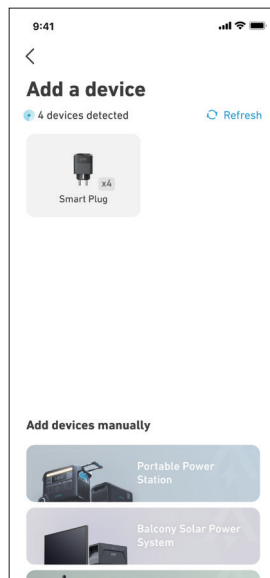 9:41
Add a device
4 devices detected
Refresh
x4
Smart Plug
Add devices manually
Portable Power
Station
Balcony Solar Power
System